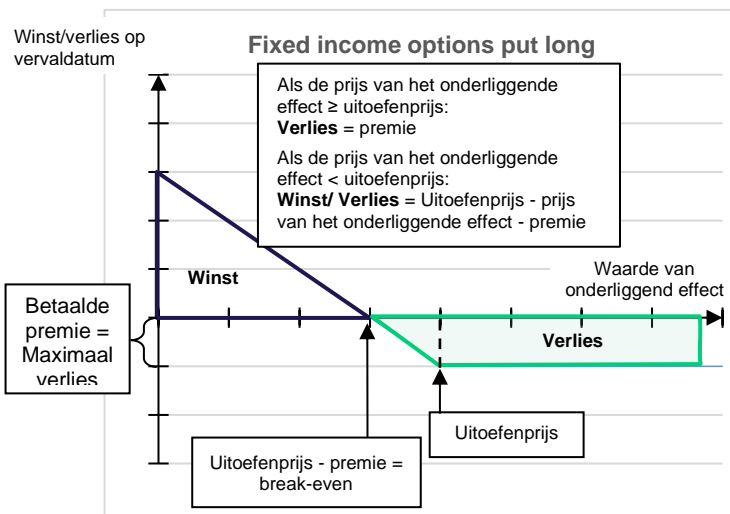 Winst/verlies op
vervaldatum
Fixed income options put long
Als de prijs van het onderliggende
effect ≥ uitoefenprijs:
Verlies = premie
Als de prijs van het onderliggende
effect < uitoefenprijs:
Winst/ Verlies = Uitoefenprijs - prijs
van het onderliggende effect - premie
Winst
Waarde van
onderliggend effect
Betaalde
premie =
Maximaal
verlies
Verlies
Uitoefenprijs
Uitoefenprijs - premie =
break-even